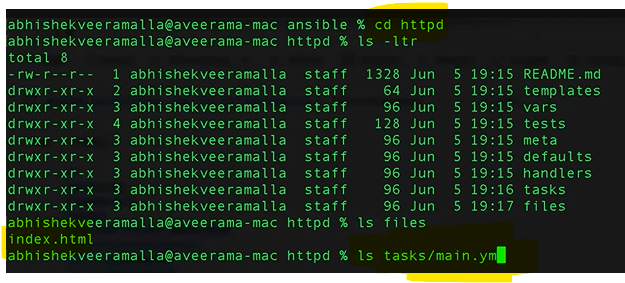 abhishekveeramalla@aveerama-mac ansible % cd httpd
abhishekveeramalla@aveerama-mac httpd % ls -ltr
total 8
-rw-r--r--  1 abhishekveeramalla  staff  1328 Jun  5 19:15 README.md
drwxr-xr-x  2 abhishekveeramalla  staff    64 Jun  5 19:15 templates
drwxr-xr-x  3 abhishekveeramalla  staff    96 Jun  5 19:15 vars
drwxr-xr-x  4 abhishekveeramalla  staff   128 Jun  5 19:15 tests
drwxr-xr-x  3 abhishekveeramalla  staff    96 Jun  5 19:15 meta
drwxr-xr-x  3 abhishekveeramalla  staff    96 Jun  5 19:15 defaults
drwxr-xr-x  3 abhishekveeramalla  staff    96 Jun  5 19:15 handlers
drwxr-xr-x  3 abhishekveeramalla  staff    96 Jun  5 19:16 tasks
drwxr-xr-x  3 abhishekveeramalla  staff    96 Jun  5 19:17 files
abhishekveeramalla@aveerama-mac httpd % ls files
index.html
abhishekveeramalla@aveerama-mac httpd % ls tasks/main.ym